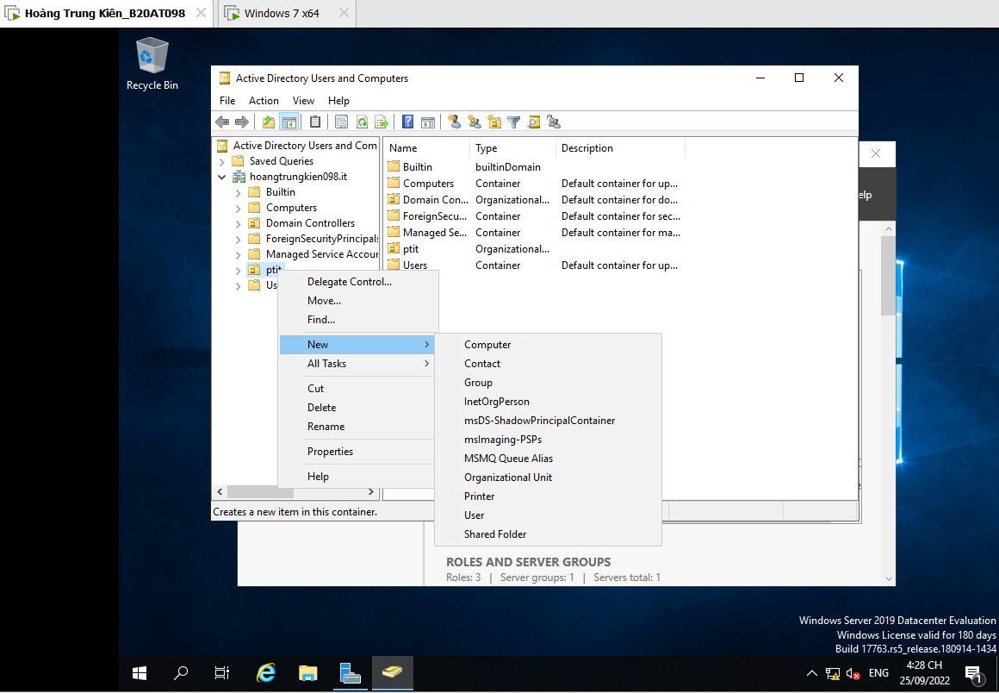 Hoàng Trung Kiên_B20AT098
Windows 7 x64
Recycle Bin
Active Directory Users and Computers
File Action View Help
Active Directory Users and Com
Saved Queries
hoangtrungkien098.it
Builtin
Computers
Domain Controllers
ForeignSecurityPrincipals
Managed Service Accour
ptit
Us
Name Type Description
Builtin builtinDomain
Computers Container Default container for up...
Domain Con... Organizational... Default container for do...
ForeignSecu... Container Default container for sec...
Managed Se... Container Default container for ma...
ptit Organizational...
Users Container Default container for up...
elp
Delegate Control...
Move...
Find...
New
All Tasks
Cut
Delete
Rename
Properties
Help
Computer
Contact
Group
InetOrgPerson
msDS-ShadowPrincipalContainer
msImaging-PSPs
MSMQ Queue Alias
Organizational Unit
Printer
User
Shared Folder
Creates a new item in this container.
ROLES AND SERVER GROUPS
Roles: 3 | Server groups: 1 | Servers total: 1
Windows Server 2019 Datacenter Evaluation
Windows License valid for 180 days
Build 17763.rs5_release.180914-1434
ENG
4:28 CH
25/09/2022
1